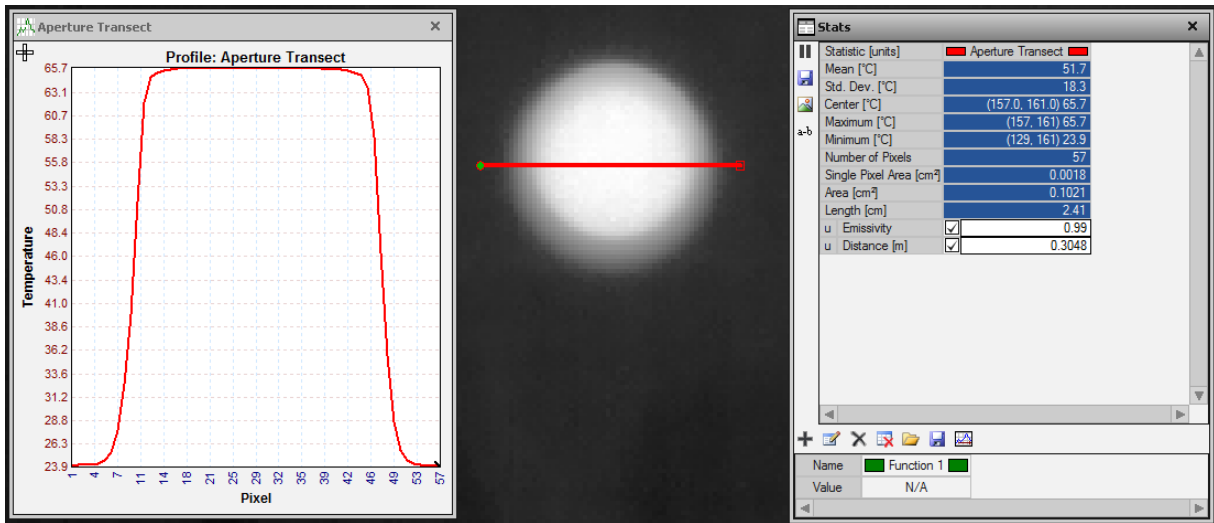 Aperture Transect
Profile: Aperture Transect
65.7
63.1
60.7
58.3
55.8
53.3
50.8
48.4
46.0
43.4
41.0
38.6
36.2
33.6
31.2
28.8
26.3
23.9
Temperature
1 4 7 11 14 18 21 25 29 32 35 39 42 46 49 53 57
Pixel
Stats
Statistic [units] Aperture Transect
Mean [°C] 51.7
Std. Dev. [°C] 18.3
Center [°C] (157.0, 161.0) 65.7
Maximum [°C] (157, 161) 65.7
Minimum [°C] (129, 161) 23.9
Number of Pixels 57
Single Pixel Area [cm²] 0.0018
Area [cm²] 0.1021
Length [cm] 2.41
u Emissivity 0.99
u Distance [m] 0.3048
a-b
Name Function 1
Value N/A